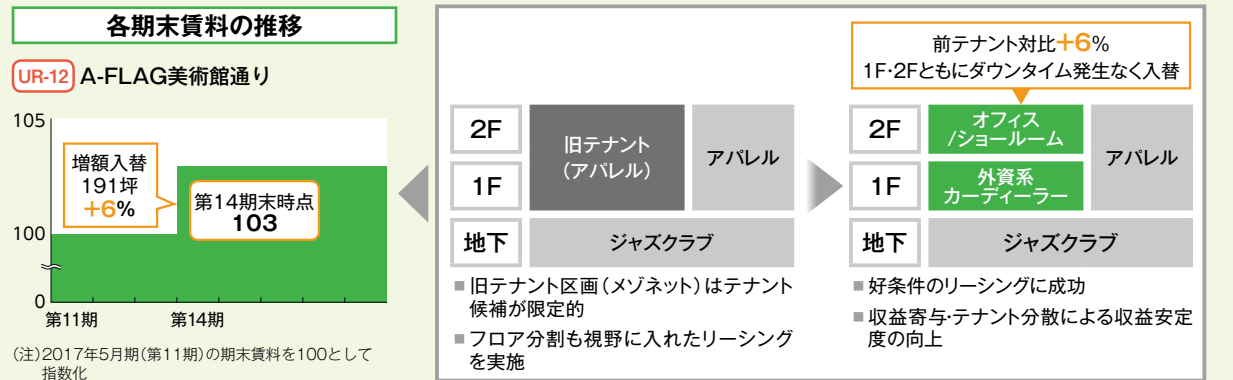 各期末賃料の推移
UR-12 A-FLAG美術館通り
105
増額入替
191坪
+6%
第14期末時点
103
100
0
第11期
第14期
(注)2017年5月期(第11期)の期末賃料を100として
指数化
2F
1F
地下
旧テナント
(アパレル)
アパレル
ジャズクラブ
■ 旧テナント区画(メゾネット)はテナント
候補が限定的
■ フロア分割も視野に入れたリーシング
を実施
前テナント対比+6%
1F・2Fともにダウンタイム発生なく入替
2F
オフィス
/ショールーム
アパレル
1F
外資系
カーディーラー
地下
ジャズクラブ
■ 好条件のリーシングに成功
■ 収益寄与・テナント分散による収益安定
度の向上